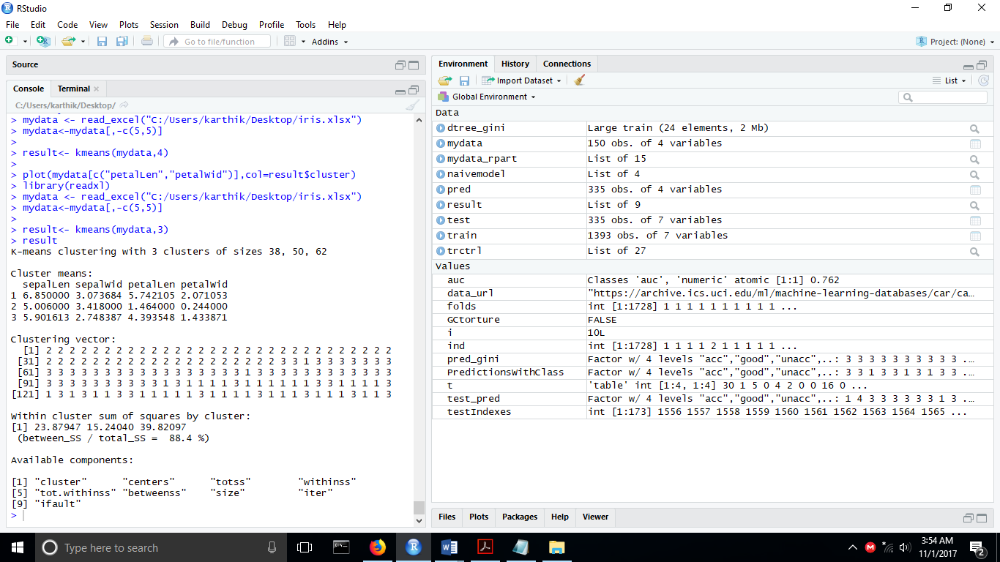 RStudio
File Edit Code View Plots Session Build Debug Profile Tools Help
Go to file/function Addins Project: (None)
Source
Console Terminal
C:/Users/karthik/Desktop/
> mydata <- read_excel("C:/Users/karthik/Desktop/iris.xlsx")
> mydata<-mydata[,-c(5,5)]
>
> result<- kmeans(mydata,4)
>
> plot(mydata[c("petalLen","petalWid")],col=result$cluster)
> library(readxl)
> mydata <- read_excel("C:/Users/karthik/Desktop/iris.xlsx")
> mydata<-mydata[,-c(5,5)]
>
> result<- kmeans(mydata,3)
> result
K-means clustering with 3 clusters of sizes 38, 50, 62
Cluster means:
sepalLen sepalWid petalLen petalWid
1 6.850000 3.073684 5.742105 2.071053
2 5.006000 3.418000 1.464000 0.244000
3 5.901613 2.748387 4.393548 1.433871
Clustering vector:
[1] 2 2 2 2 2 2 2 2 2 2 2 2 2 2 2 2 2 2 2 2 2 2 2 2 2 2 2 2 2 2
[31] 2 2 2 2 2 2 2 2 2 2 2 2 2 2 2 2 2 2 2 2 3 3 1 3 3 3 3 3 3 3
[61] 3 3 3 3 3 3 3 3 3 3 3 3 3 3 3 3 3 1 3 3 3 3 3 3 3 3 3 3 3 3
[91] 3 3 3 3 3 3 3 3 3 3 1 3 1 1 1 1 3 1 1 1 1 1 1 3 3 1 1 1 1 3
[121] 1 3 1 3 1 1 3 3 1 1 1 1 1 3 1 1 1 1 3 1 1 1 3 1 1 1 3 1 1 3
Within cluster sum of squares by cluster:
[1] 23.87947 15.24040 39.82097
(between_SS / total_SS = 88.4 %)
Available components:
[1] "cluster" "centers" "totss" "withinss"
[5] "tot.withinss" "betweenss" "size" "iter"
[9] "ifault"
>
Environment History Connections
Import Dataset List
Global Environment
Data
dtree_gini Large train (24 elements, 2 Mb)
mydata 150 obs. of 4 variables
mydata_rpart List of 15
naivemodel List of 4
pred 335 obs. of 4 variables
result List of 9
test 335 obs. of 7 variables
train 1393 obs. of 7 variables
trctrl List of 27
Values
auc Classes 'auc', 'numeric' atomic [1:1] 0.762
data_url "https://archive.ics.uci.edu/ml/machine-learning-databases/car/ca…
folds int [1:1728] 1 1 1 1 1 1 1 1 1 1 ...
GCtorture FALSE
i 10L
ind int [1:1728] 1 1 1 1 2 1 1 1 1 1 ...
pred_gini Factor w/ 4 levels "acc","good","unacc",..: 3 3 3 3 3 3 3 3 3 3 .…
PredictionsWithClass Factor w/ 4 levels "acc","good","unacc",..: 3 3 1 3 3 1 3 1 3 3 .…
t 'table' int [1:4, 1:4] 30 1 5 0 4 2 0 0 16 0 ...
test_pred Factor w/ 4 levels "acc","good","unacc",..: 1 4 3 3 3 3 3 3 1 3 .…
testIndexes int [1:173] 1556 1557 1558 1559 1560 1561 1562 1563 1564 1565 ...
Files Plots Packages Help Viewer
Type here to search
3:54 AM
11/1/2017
2